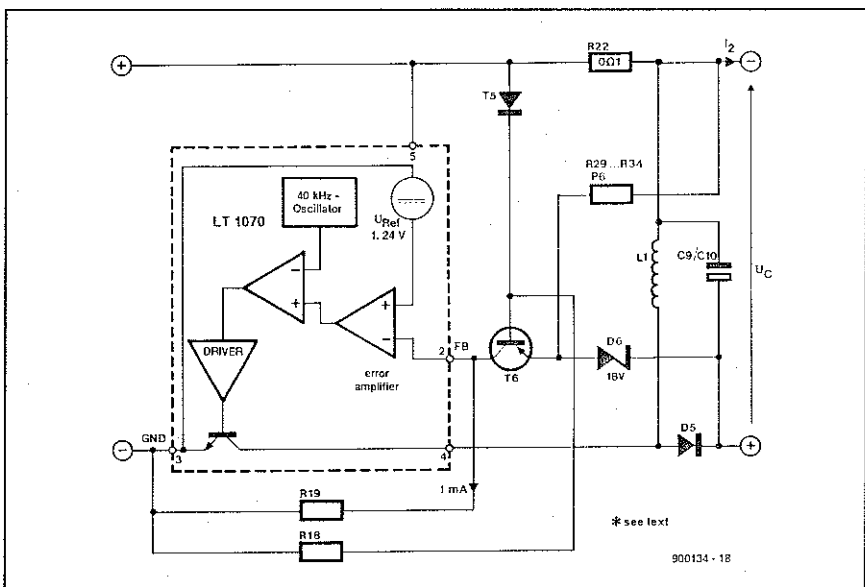 R22
0Ω1
I2
+
−
T5
5
R29...R34
P6
40 kHz -
Oscillator
URef
1.24 V
LT 1070
L1
C9/C10
UC
−
+
+
−
DRIVER
error
amplifier
2
FB
T6
D6
18V
D5
−
GND
3
4
+
1 mA
R19
R18
* see text
900134 - 18